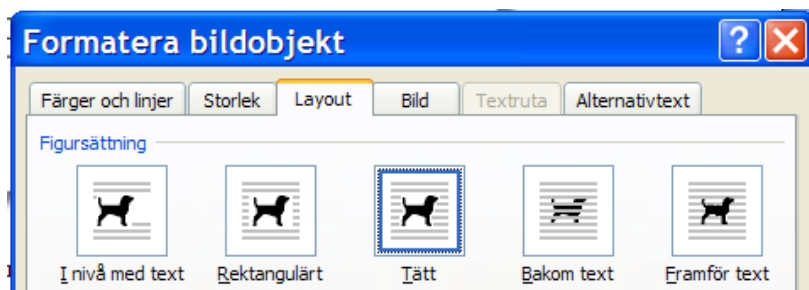 Formatera bildobjekt
Färger och linjer Storlek Layout Bild Textruta Alternativtext
Figursättning
I nivå med text Rektangulärt Tätt Bakom text Framför text